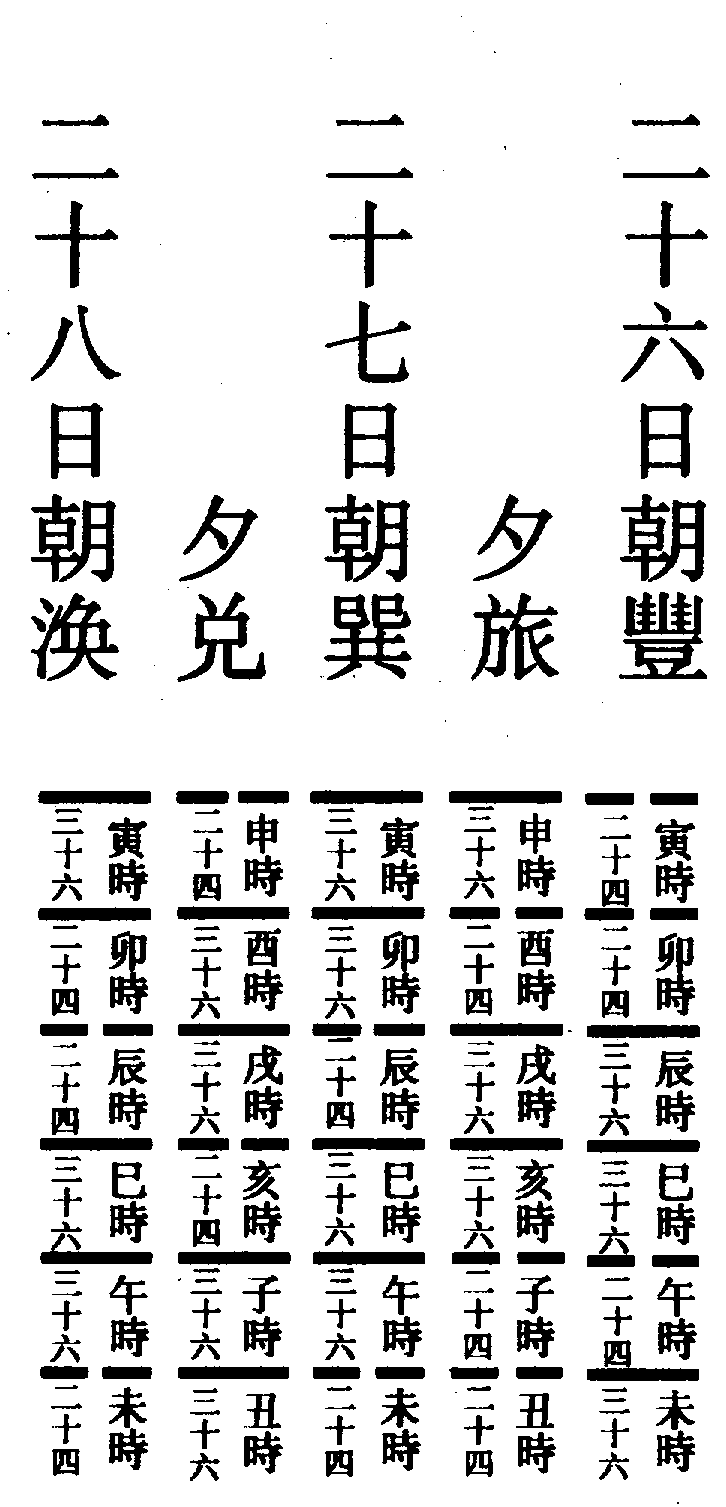 二十六日朝豐
寅時
二十四
卯時
二十四
辰時
三十六
巳時
三十六
午時
二十四
未時
三十六
夕旅
申時
三十六
酉時
二十四
戌時
三十六
亥時
三十六
子時
二十四
丑時
二十四
二十七日朝巽
寅時
三十六
卯時
三十六
辰時
二十四
巳時
三十六
午時
三十六
未時
二十四
夕兑
申時
二十四
酉時
三十六
戌時
三十六
亥時
二十四
子時
三十六
丑時
三十六
二十八日朝涣
寅時
三十六
卯時
二十四
辰時
二十四
巳時
三十六
午時
三十六
未時
二十四